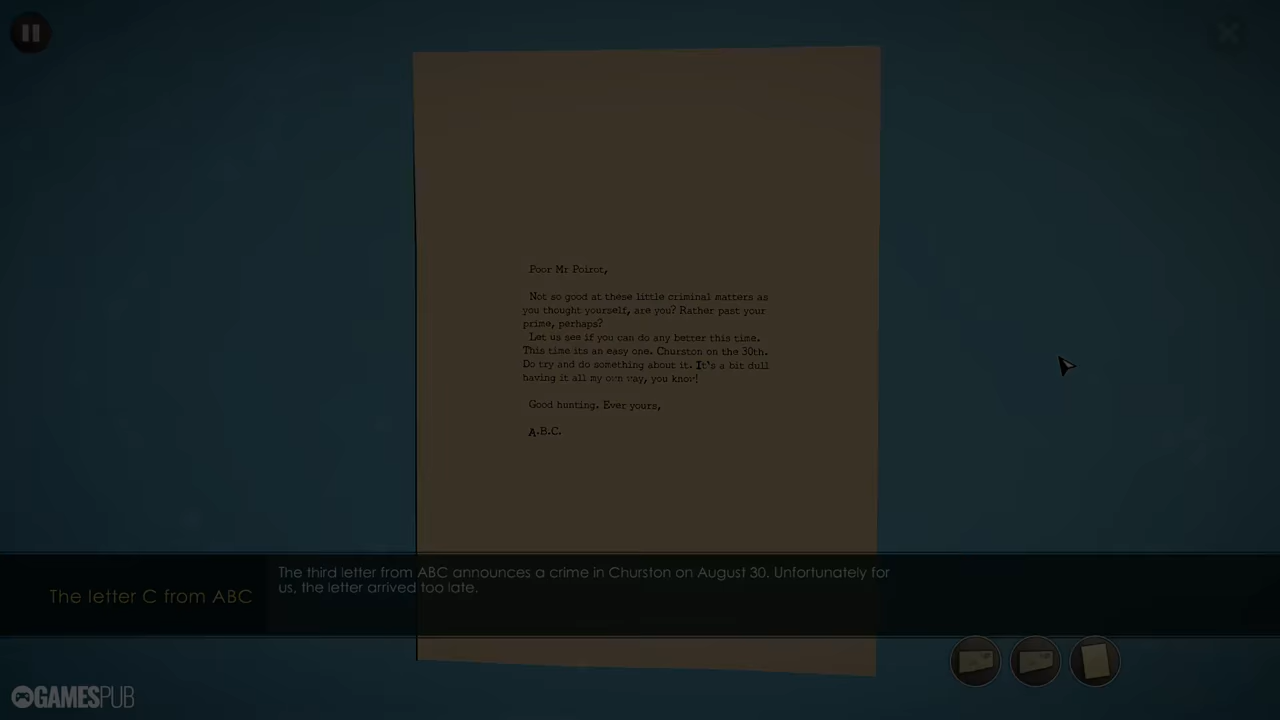 Poor Mr Poirot,
Not so good at these little criminal matters as
you thought yourself, are you? Rather past your
prime, perhaps?
Let us see if you can do any better this time.
This time its an easy one. Churston on the 30th.
Do try and do something about it. It's a bit dull
having it all my own way, you know!
Good hunting. Ever yours,
A.B.C.
The letter C from ABC
The third letter from ABC announces a crime in Churston on August 30. Unfortunately for
us, the letter arrived too late.
GAMESPUB